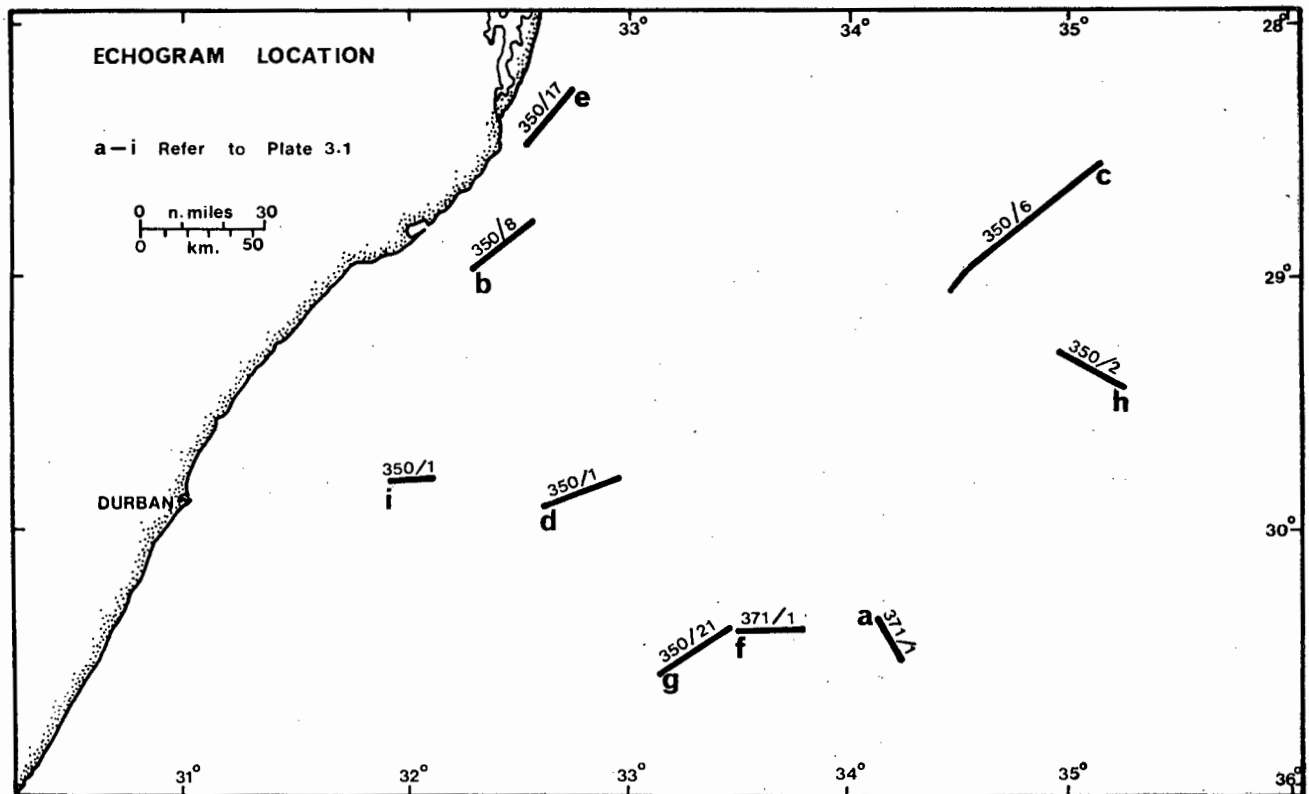 33°
34°
35°
28°
ECHOGRAM LOCATION
a–i Refer to Plate 3.1
0 n. miles 30
0 km. 50
350/17
e
350/6
c
350/8
b
29°
350/2
h
350/1
i
350/1
d
DURBAN
30°
350/21
g
371/1
f
a
371/1
31°
32°
33°
34°
35°
36°